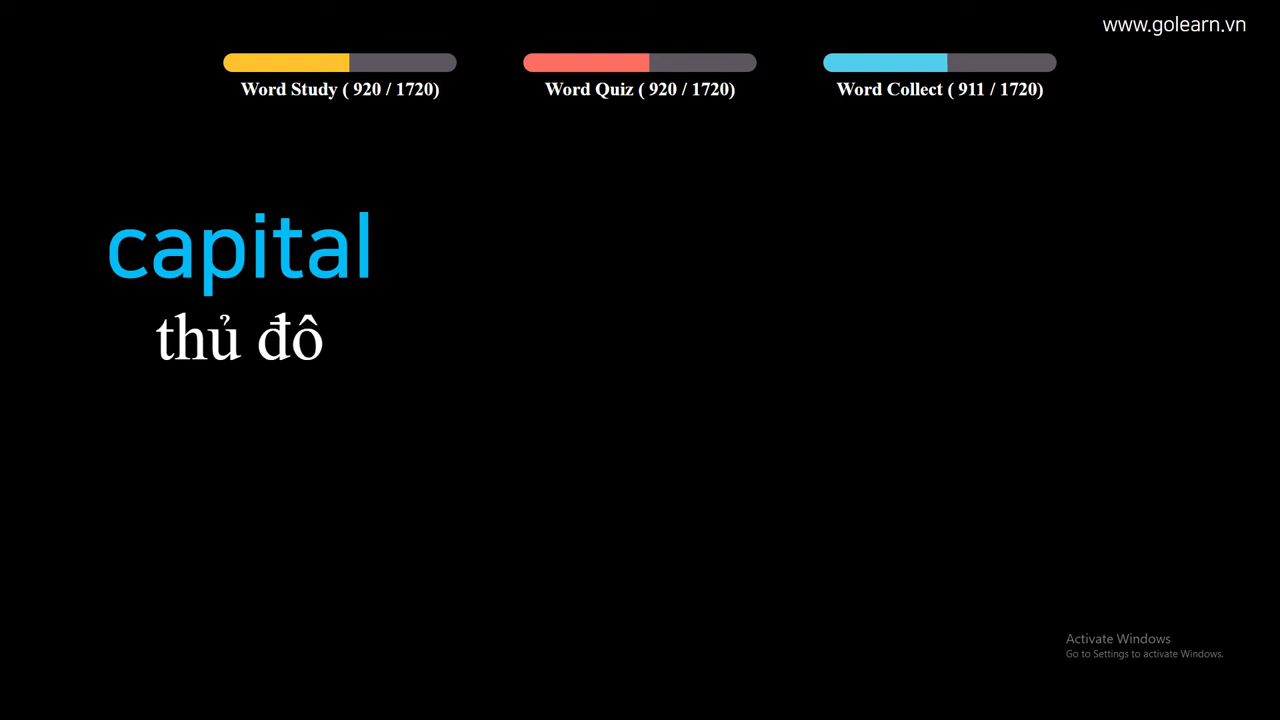 www.golearn.vn
Word Study ( 920 / 1720)
Word Quiz ( 920 / 1720)
Word Collect ( 911 / 1720)
capital
thủ đô
Activate Windows
Go to Settings to activate Windows.